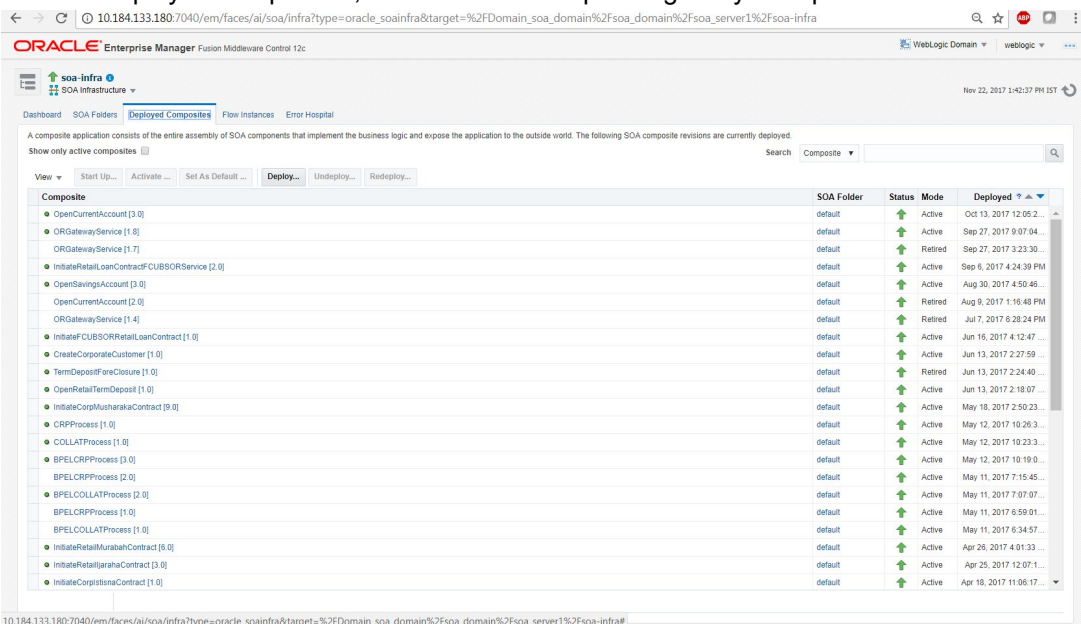 10.184.133.180:7040/em/faces/ai/soa/infra?type=oracle_soainfra&target=%2FDomain_soa_domain%2Fsoa_domain%2Fsoa_server1%2Fsoa-infra ABP
ORACLE Enterprise Manager Fusion Middleware Control 12c WebLogic Domain weblogic
soa-infra
SOA Infrastructure Nov 22, 2017 1:42:37 PM IST
Dashboard SOA Folders Deployed Composites Flow Instances Error Hospital
A composite application consists of the entire assembly of SOA components that implement the business logic and expose the application to the outside world. The following SOA composite revisions are currently deployed.
Show only active composites Search Composite
View Start Up... Activate ... Set As Default ... Deploy... Undeploy... Redeploy...
Composite SOA Folder Status Mode Deployed ?
OpenCurrentAccount [3.0] default Active Oct 13, 2017 12:05:2...
ORGatewayService [1.8] default Active Sep 27, 2017 9:07:04...
ORGatewayService [1.7] default Retired Sep 27, 2017 3:23:30...
InitiateRetailLoanContractFCUBSORService [2.0] default Active Sep 6, 2017 4:24:39 PM
OpenSavingsAccount [3.0] default Active Aug 30, 2017 4:50:46...
OpenCurrentAccount [2.0] default Retired Aug 9, 2017 1:16:48 PM
ORGatewayService [1.4] default Retired Jul 7, 2017 6:28:24 PM
InitiateFCUBSORRetailLoanContract [1.0] default Active Jun 16, 2017 4:12:47 ...
CreateCorporateCustomer [1.0] default Active Jun 13, 2017 2:27:59 ...
TermDepositForeClosure [1.0] default Retired Jun 13, 2017 2:24:40 ...
OpenRetailTermDeposit [1.0] default Active Jun 13, 2017 2:18:07 ...
InitiateCorpMusharakaContract [9.0] default Active May 18, 2017 2:50:23...
CRPProcess [1.0] default Active May 12, 2017 10:26:3...
COLLATProcess [1.0] default Active May 12, 2017 10:23:3...
BPELCRPProcess [3.0] default Active May 12, 2017 10:19:0...
BPELCRPProcess [2.0] default Active May 11, 2017 7:15:45...
BPELCOLLATProcess [2.0] default Active May 11, 2017 7:07:07...
BPELCRPProcess [1.0] default Active May 11, 2017 6:59:01...
BPELCOLLATProcess [1.0] default Active May 11, 2017 6:34:57...
InitiateRetailMurabahContract [6.0] default Active Apr 26, 2017 4:01:33 ...
InitiateRetailIjarahaContract [3.0] default Active Apr 25, 2017 12:07:1...
InitiateCorpIstisnaContract [1.0] default Active Apr 18, 2017 11:06:17...
10.184.133.180:7040/em/faces/ai/soa/infra?type=oracle_soainfra&target=%2FDomain_soa_domain%2Fsoa_domain%2Fsoa_server1%2Fsoa-infra#